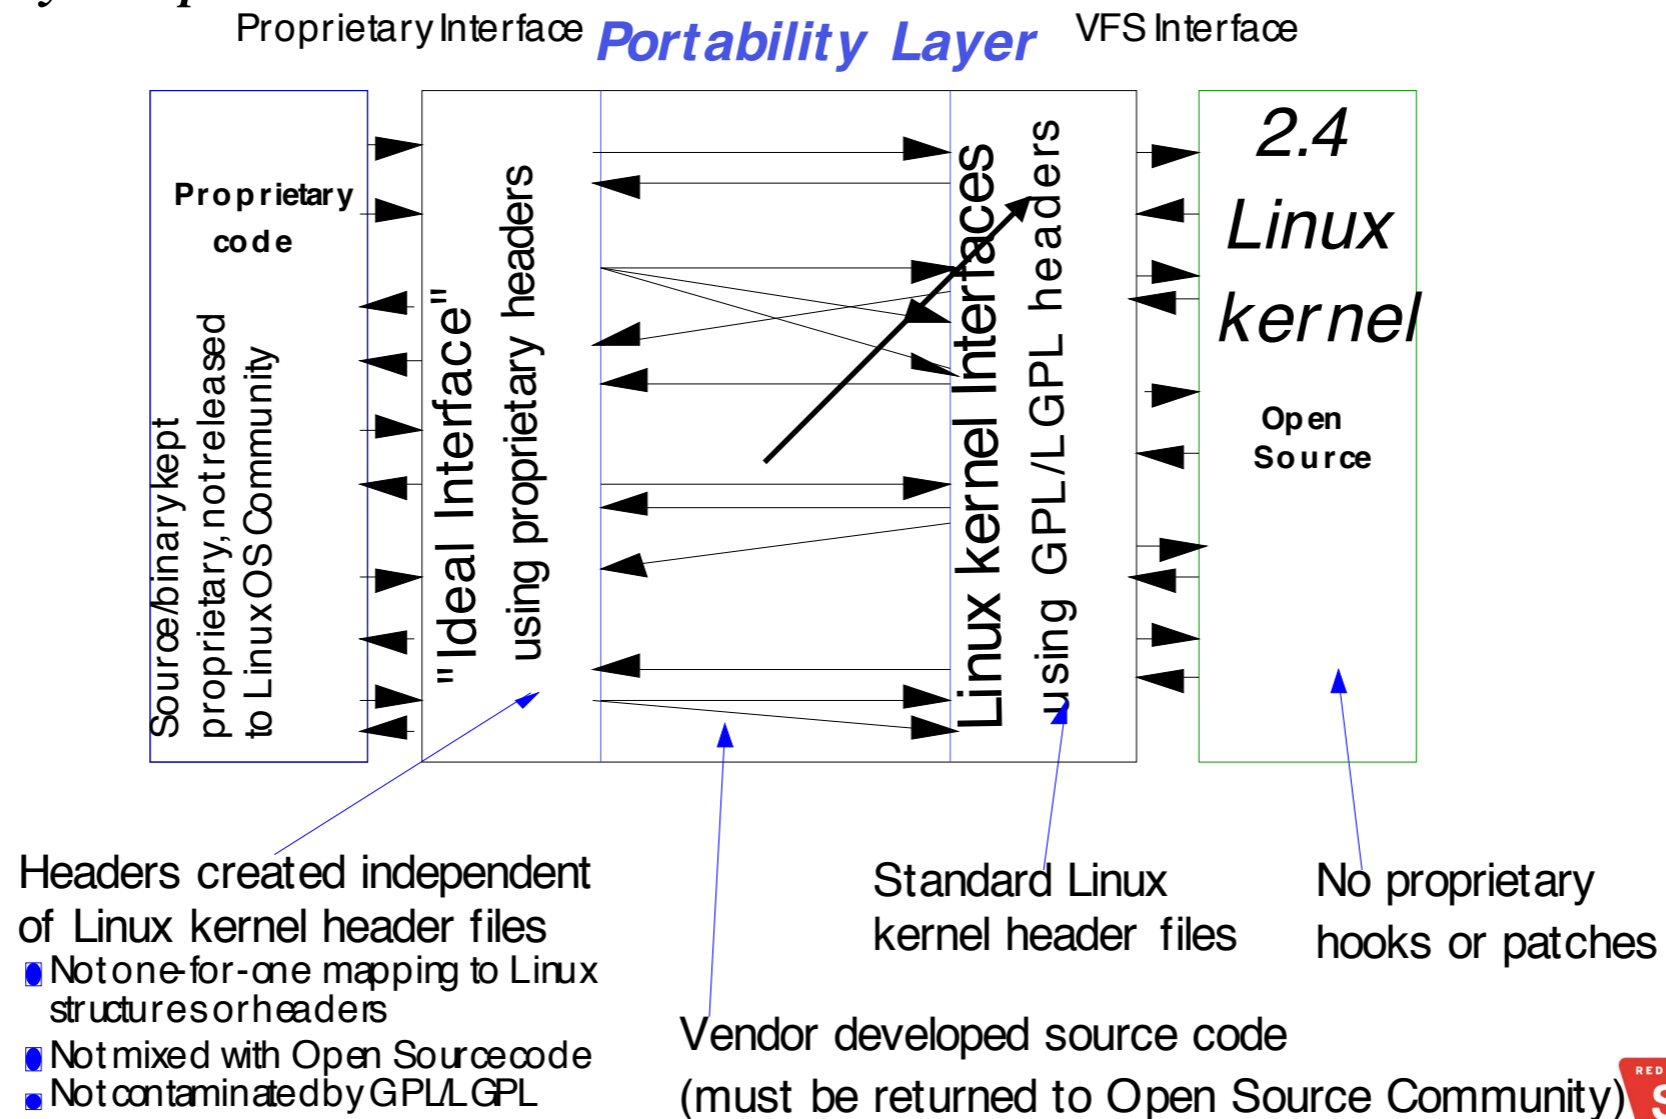 Proprietary Interface
Portability Layer
VFS Interface
Proprietary
code
Source/binary kept
proprietary, not released
to Linux OS Community
"Ideal Interface"
using proprietary headers
Linux kernel Interfaces
using GPL/LGPL headers
2.4
Linux
kernel
Open
Source
Headers created independent
of Linux kernel header files
Not one-for-one mapping to Linux
structures or headers
Not mixed with Open Source code
Not contaminated by GPL/LGPL
Standard Linux
kernel header files
No proprietary
hooks or patches
Vendor developed source code
(must be returned to Open Source Community)
RED